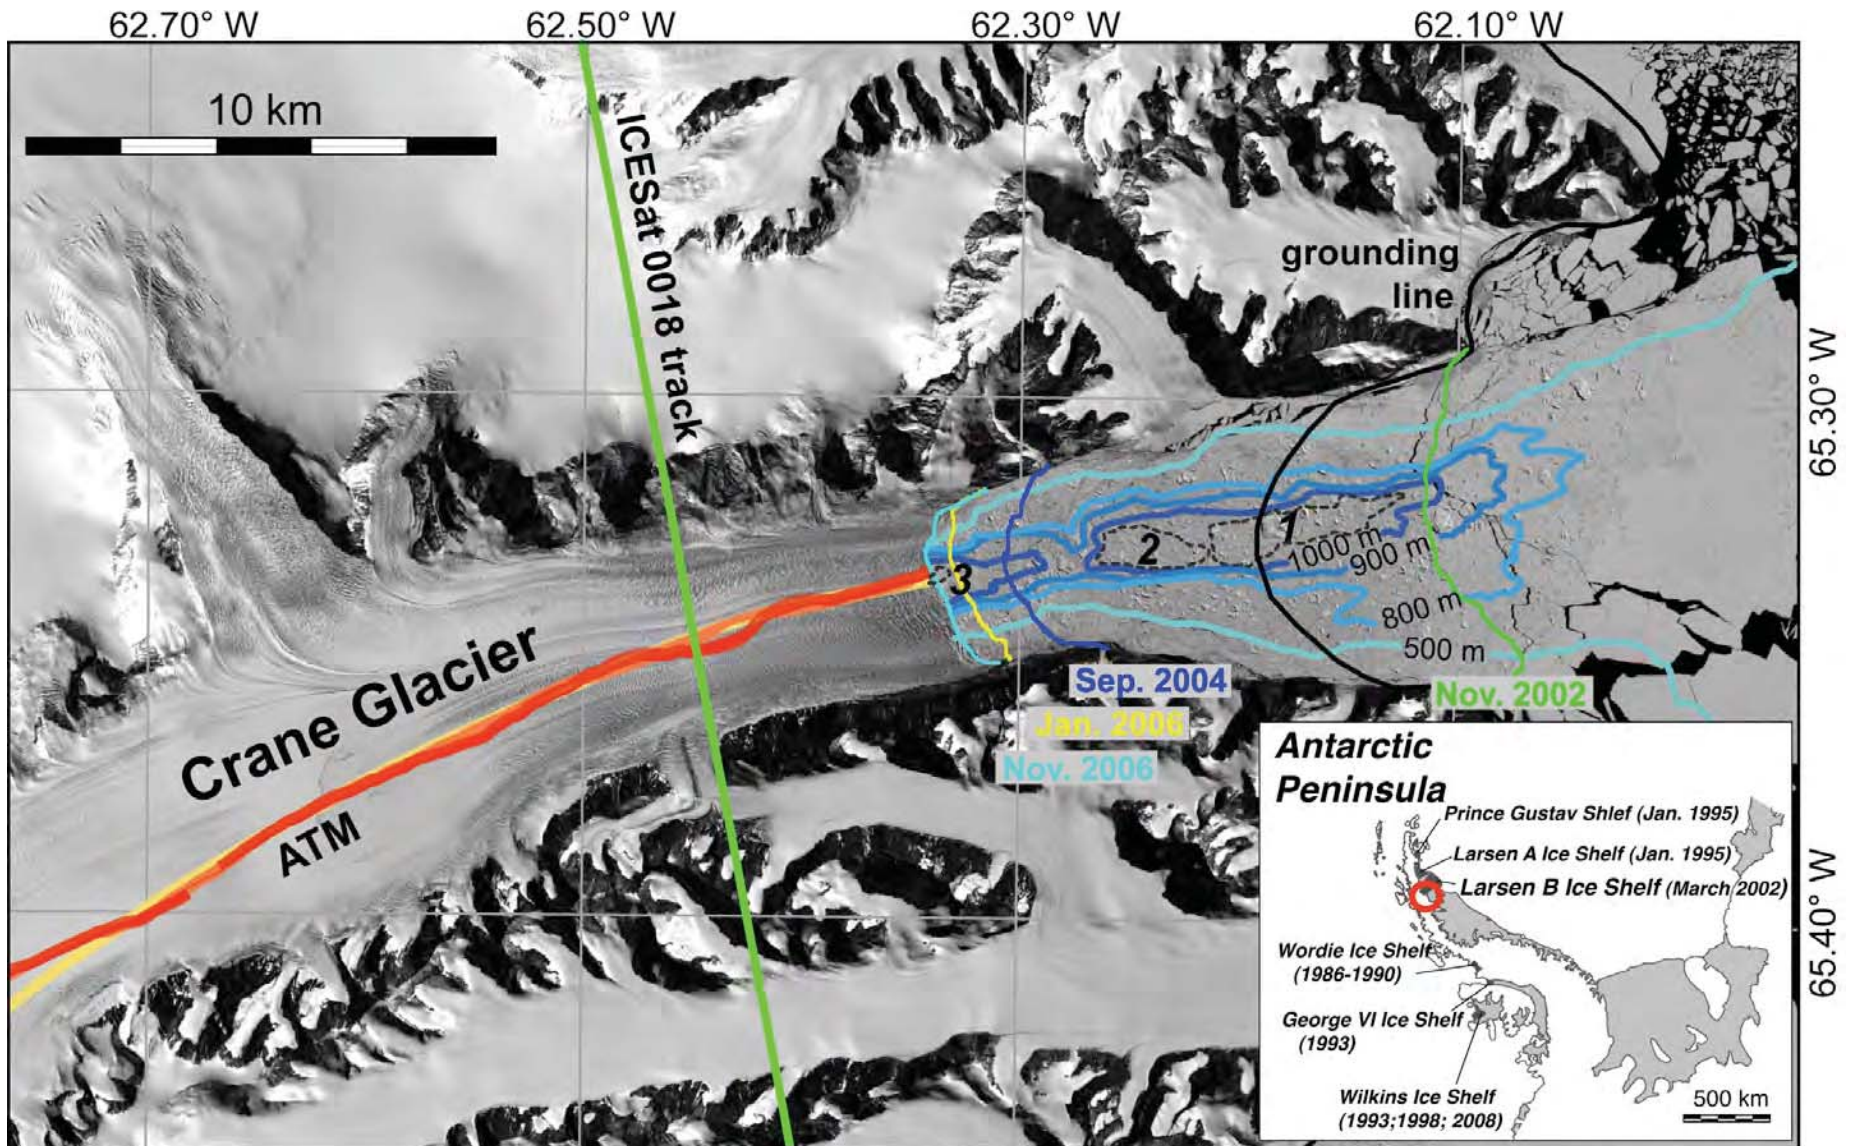 62.70° W
62.50° W
62.30° W
62.10° W
10 km
ICESat 0018 track
grounding
line
65.30° W
1
2
3
1000 m
900 m
800 m
500 m
Crane Glacier
ATM
Sep. 2004
Nov. 2002
Jan. 2006
Nov. 2006
Antarctic
Peninsula
Prince Gustav Shlef (Jan. 1995)
Larsen A Ice Shelf (Jan. 1995)
Larsen B Ice Shelf (March 2002)
65.40° W
Wordie Ice Shelf
(1986-1990)
George VI Ice Shelf
(1993)
Wilkins Ice Shelf
(1993;1998; 2008)
500 km